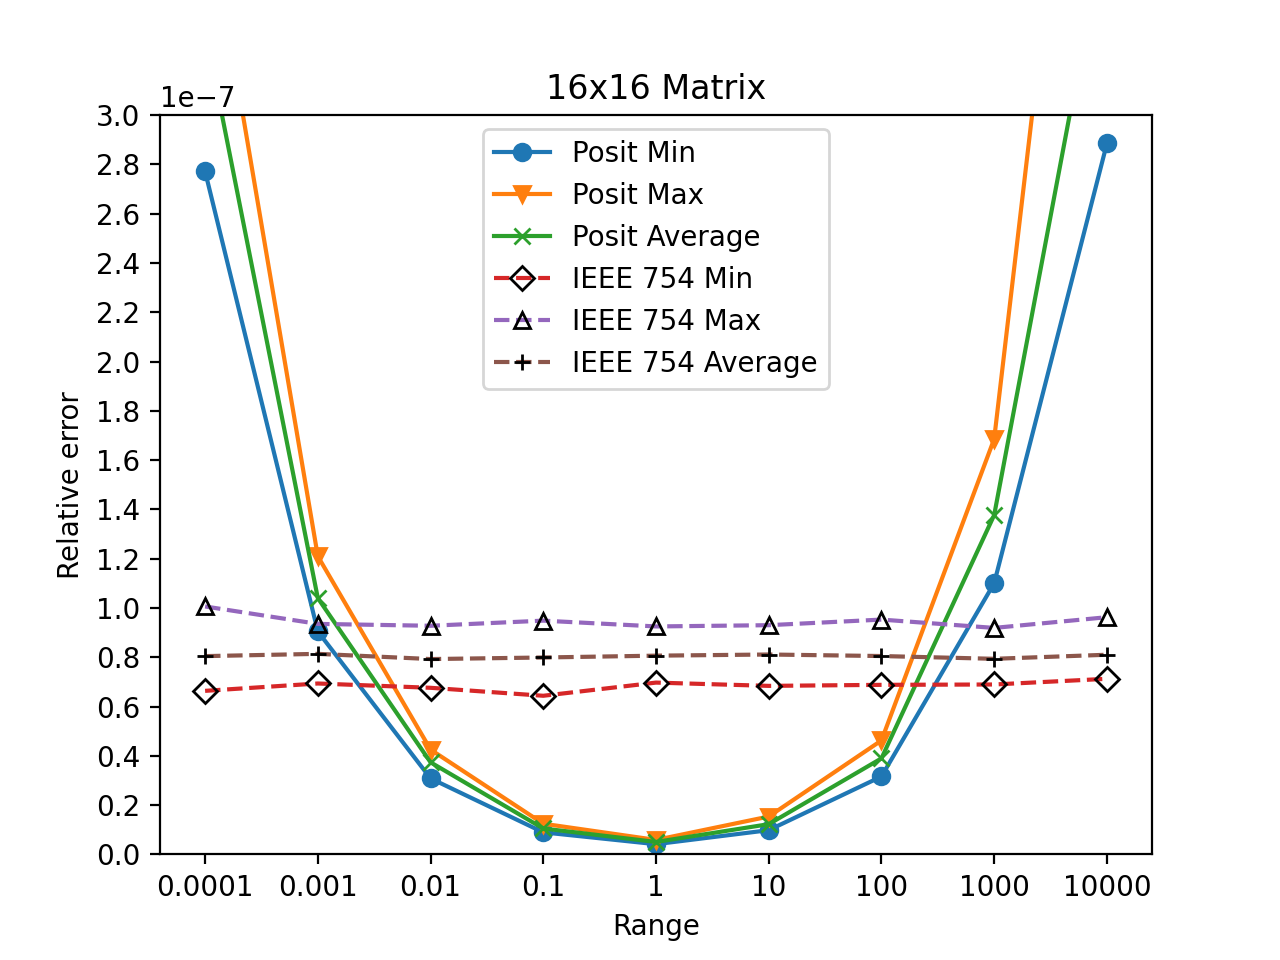 16x16 Matrix
1e−7
3.0
2.8
2.6
2.4
2.2
2.0
1.8
1.6
1.4
1.2
1.0
0.8
0.6
0.4
0.2
0.0
Relative error
Posit Min
Posit Max
Posit Average
IEEE 754 Min
IEEE 754 Max
IEEE 754 Average
0.0001 0.001 0.01 0.1 1 10 100 1000 10000
Range